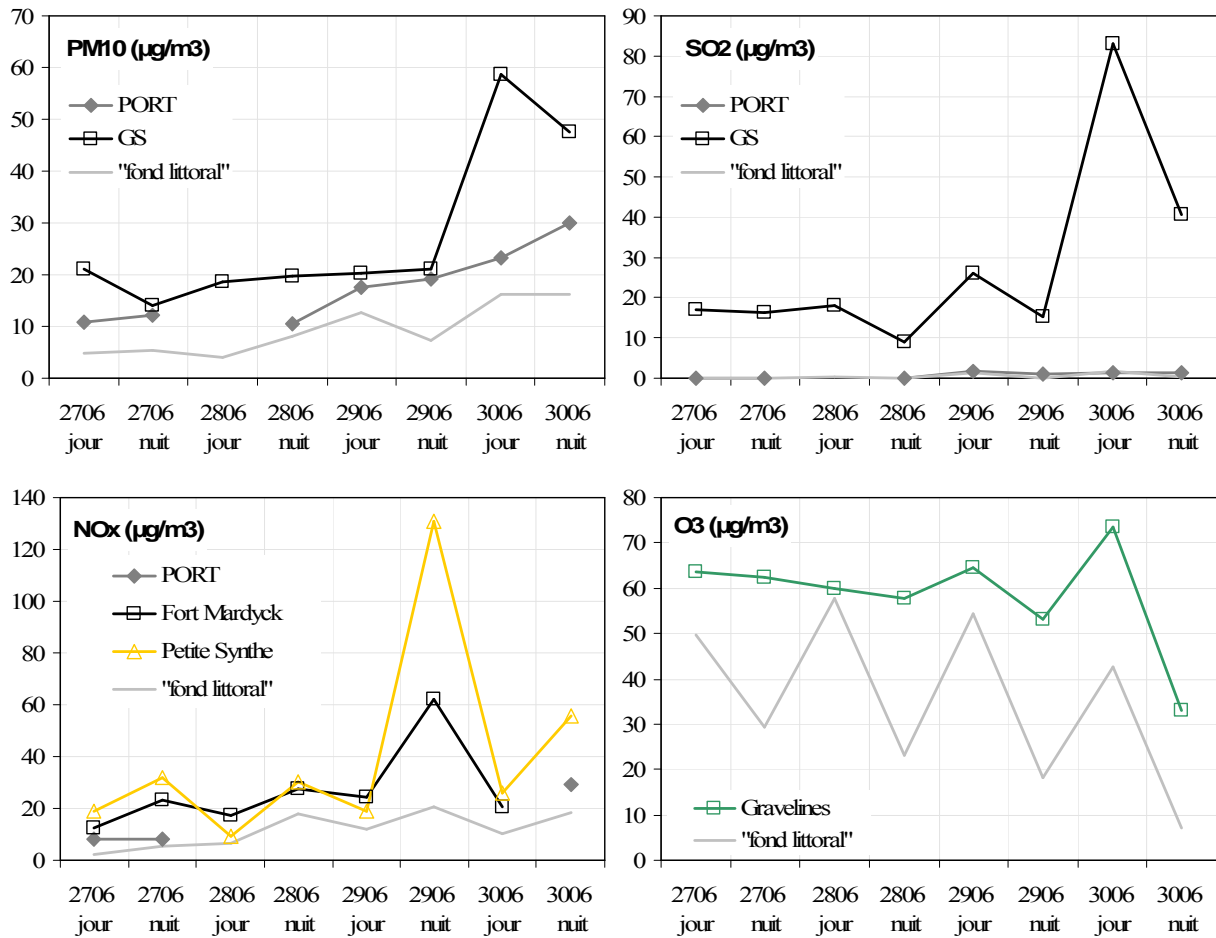 PM10 (µg/m3)
70
60
50
40
30
20
10
0
PORT
GS
"fond littoral"
2706 2706 2806 2806 2906 2906 3006 3006
jour nuit jour nuit jour nuit jour nuit
SO2 (µg/m3)
90
80
70
60
50
40
30
20
10
0
PORT
GS
"fond littoral"
2706 2706 2806 2806 2906 2906 3006 3006
jour nuit jour nuit jour nuit jour nuit
NOx (µg/m3)
140
120
100
80
60
40
20
0
PORT
Fort Mardyck
Petite Synthe
"fond littoral"
2706 2706 2806 2806 2906 2906 3006 3006
jour nuit jour nuit jour nuit jour nuit
O3 (µg/m3)
80
70
60
50
40
30
20
10
0
Gravelines
"fond littoral"
2706 2706 2806 2806 2906 2906 3006 3006
jour nuit jour nuit jour nuit jour nuit